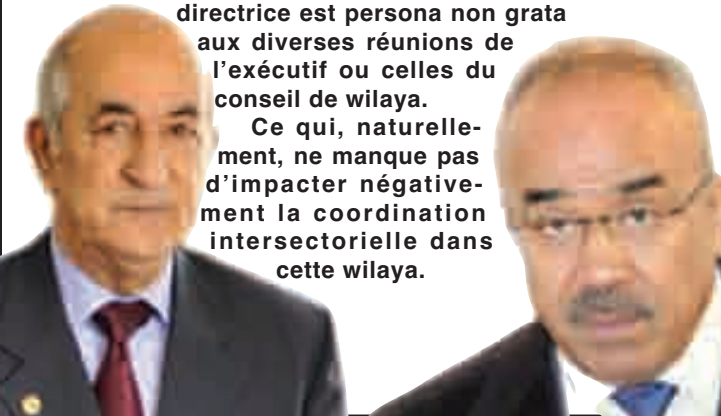 directrice est persona non grata
aux diverses réunions de
l'exécutif ou celles du
conseil de wilaya.
Ce qui, naturelle-
ment, ne manque pas
d'impacter négative-
ment la coordination
intersectorielle dans
cette wilaya.